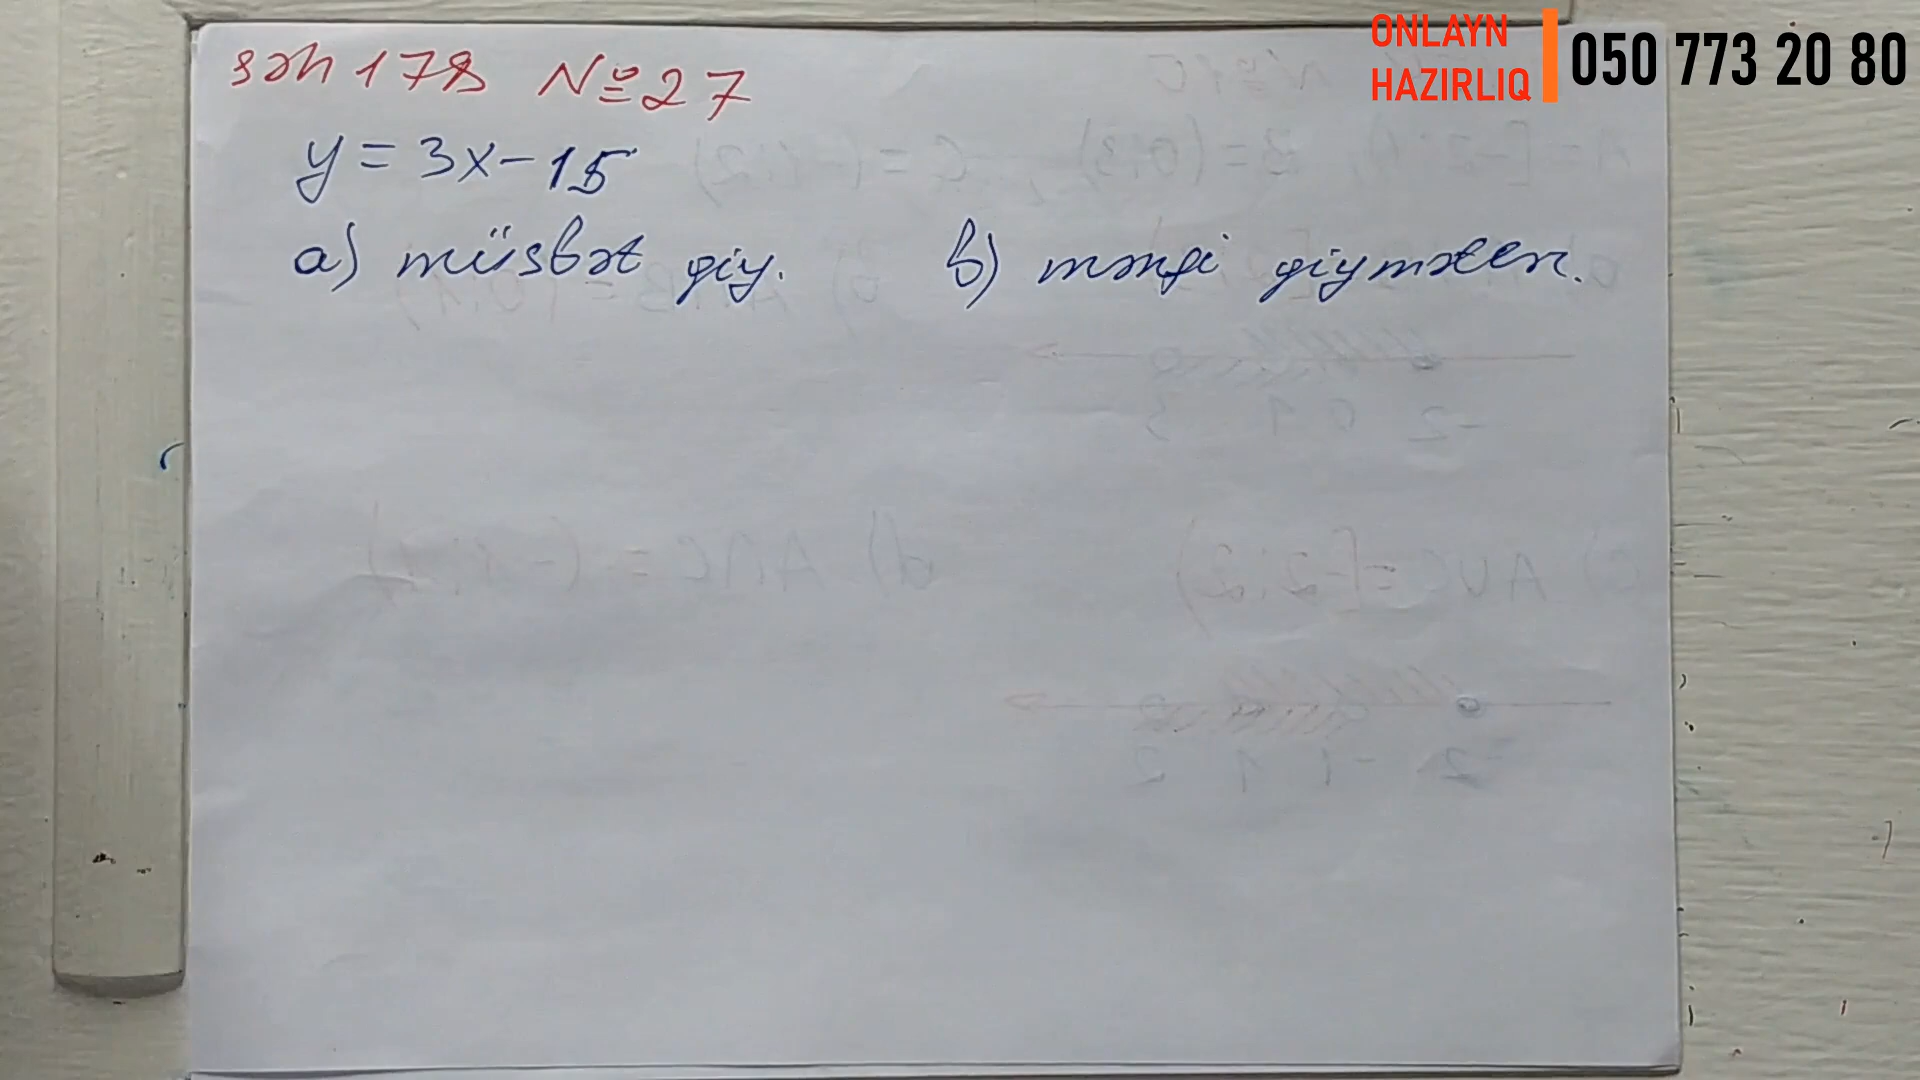 ONLAYN
HAZIRLIQ
050 773 20 80
səh 178 №27
y = 3x - 15
a) müsbət qiy. b) mənfi qiymətlər.